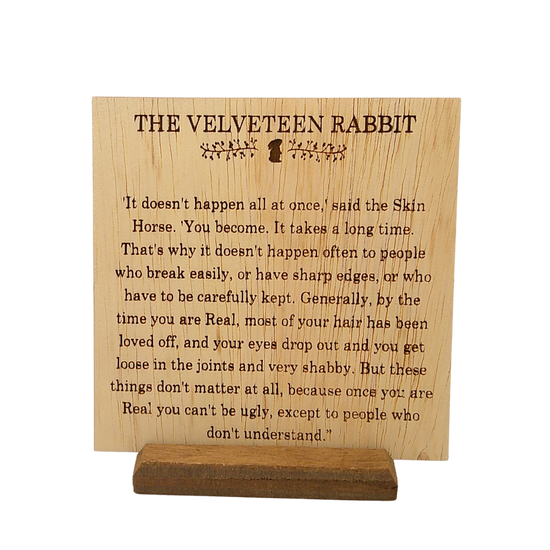 THE VELVETEEN RABBIT
'It doesn't happen all at once,' said the Skin
Horse. 'You become. It takes a long time.
That's why it doesn't happen often to people
who break easily, or have sharp edges, or who
have to be carefully kept. Generally, by the
time you are Real, most of your hair has been
loved off, and your eyes drop out and you get
loose in the joints and very shabby. But these
things don't matter at all, because once you are
Real you can't be ugly, except to people who
don't understand.”